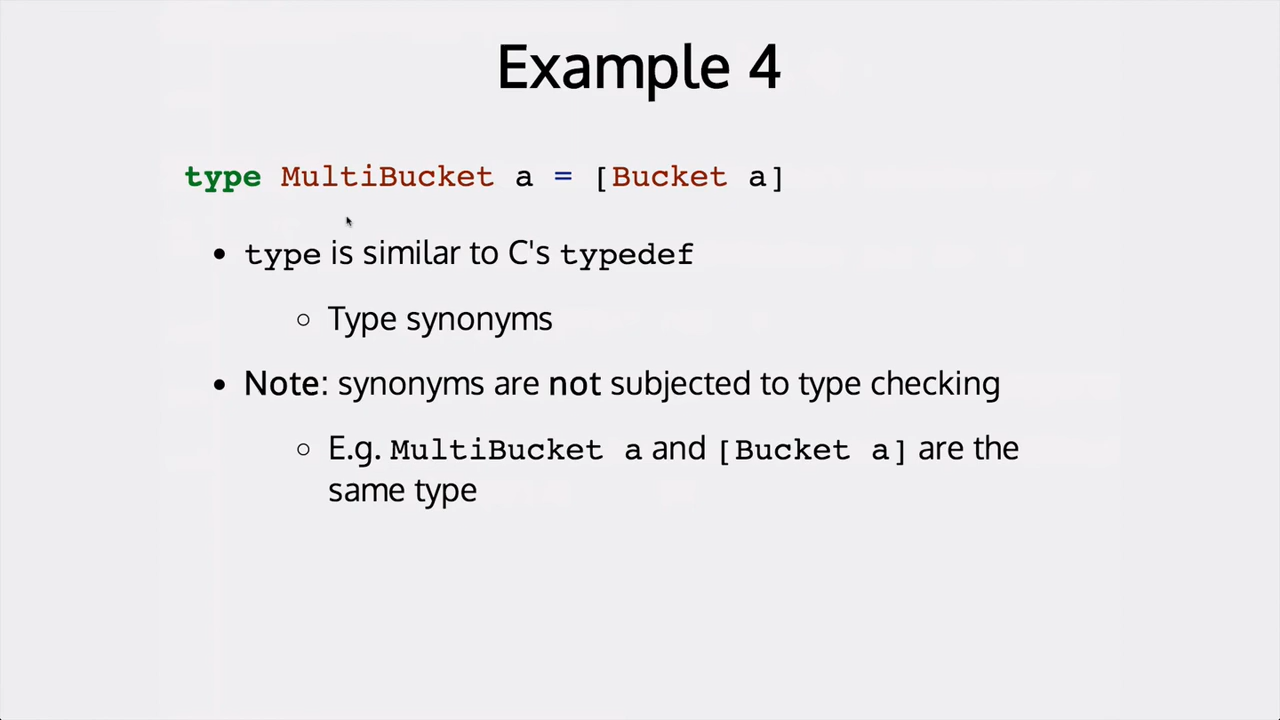 Example 4
type MultiBucket a = [Bucket a]
• type is similar to C's typedef
○ Type synonyms
• Note: synonyms are not subjected to type checking
○ E.g. MultiBucket a and [Bucket a] are the
same type